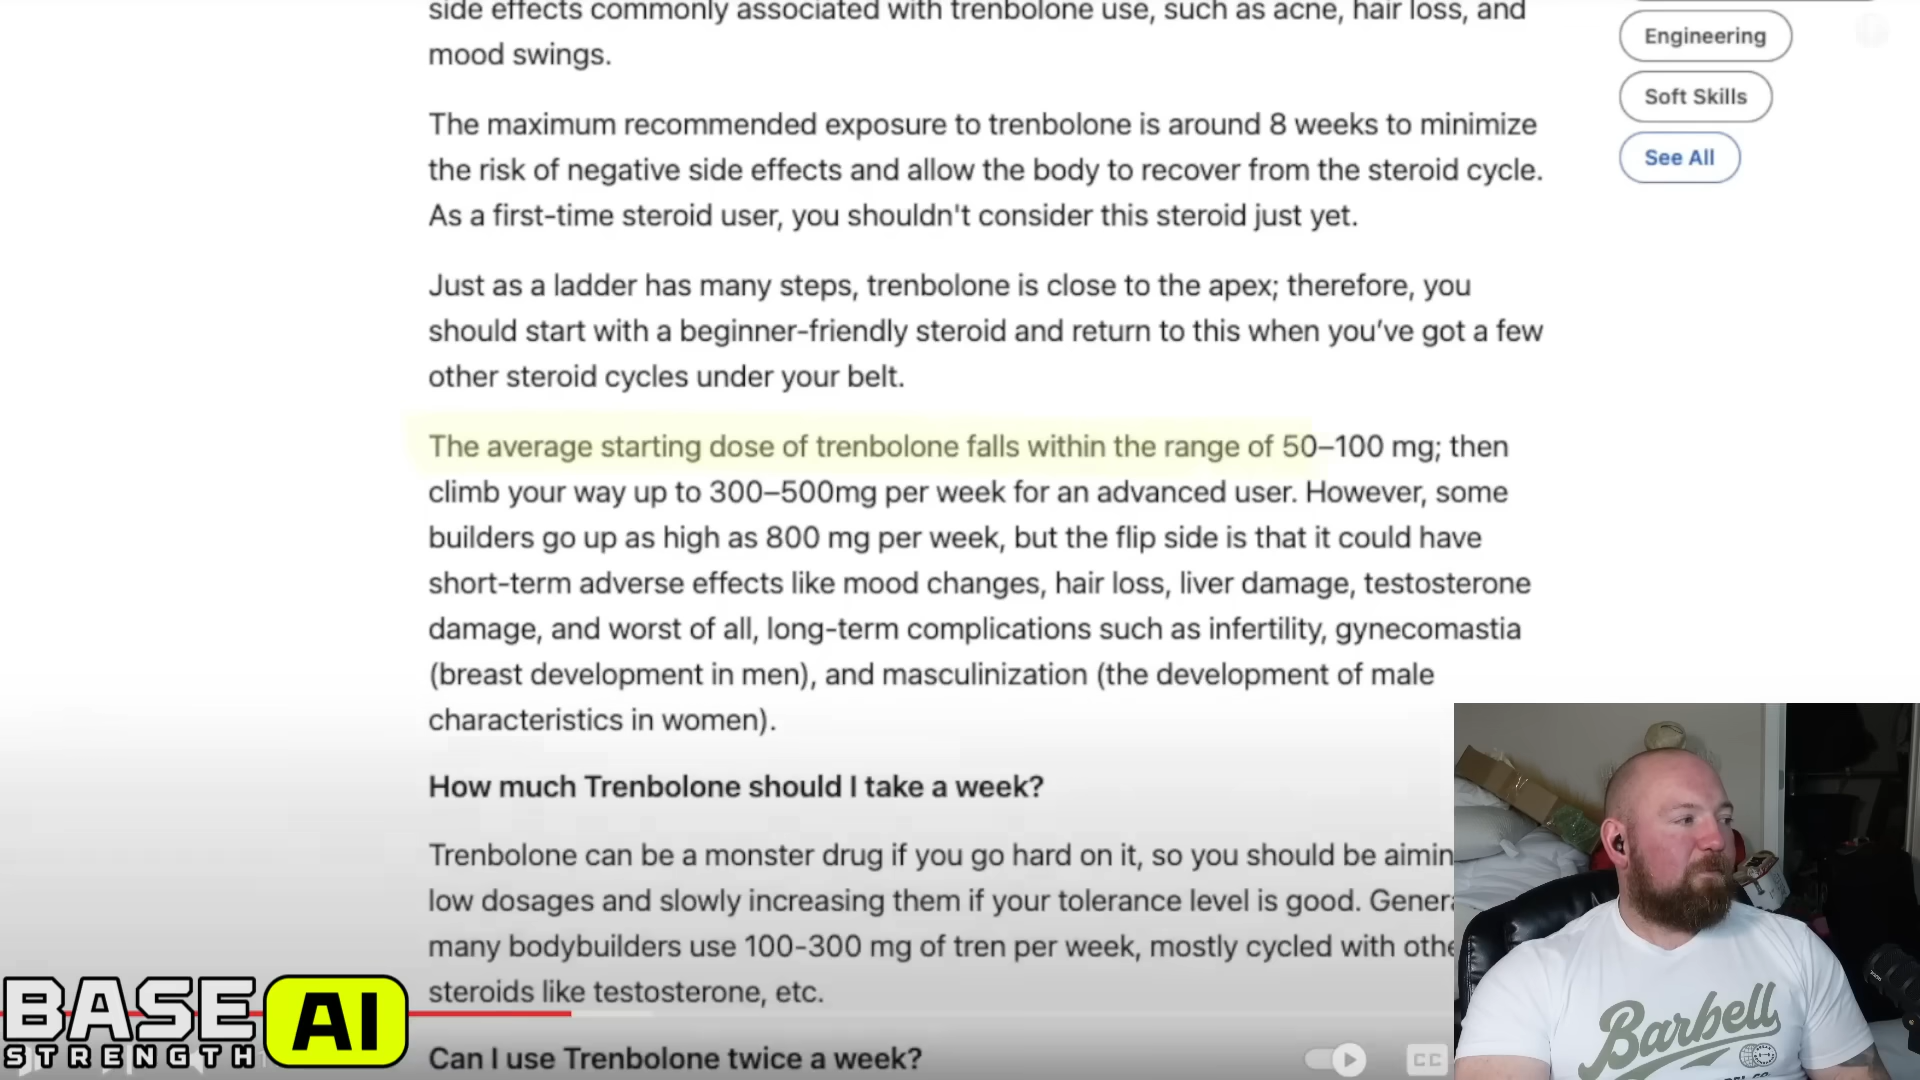 side effects commonly associated with trenbolone use, such as acne, hair loss, and
mood swings.
The maximum recommended exposure to trenbolone is around 8 weeks to minimize
the risk of negative side effects and allow the body to recover from the steroid cycle.
As a first-time steroid user, you shouldn't consider this steroid just yet.
Just as a ladder has many steps, trenbolone is close to the apex; therefore, you
should start with a beginner-friendly steroid and return to this when you’ve got a few
other steroid cycles under your belt.
The average starting dose of trenbolone falls within the range of 50–100 mg; then
climb your way up to 300–500mg per week for an advanced user. However, some
builders go up as high as 800 mg per week, but the flip side is that it could have
short-term adverse effects like mood changes, hair loss, liver damage, testosterone
damage, and worst of all, long-term complications such as infertility, gynecomastia
(breast development in men), and masculinization (the development of male
characteristics in women).
How much Trenbolone should I take a week?
Trenbolone can be a monster drug if you go hard on it, so you should be aimin
low dosages and slowly increasing them if your tolerance level is good. Genera
many bodybuilders use 100-300 mg of tren per week, mostly cycled with othe
steroids like testosterone, etc.
Can I use Trenbolone twice a week?
Engineering
Soft Skills
See All
BASE AI
STRENGTH
CC
Barbell